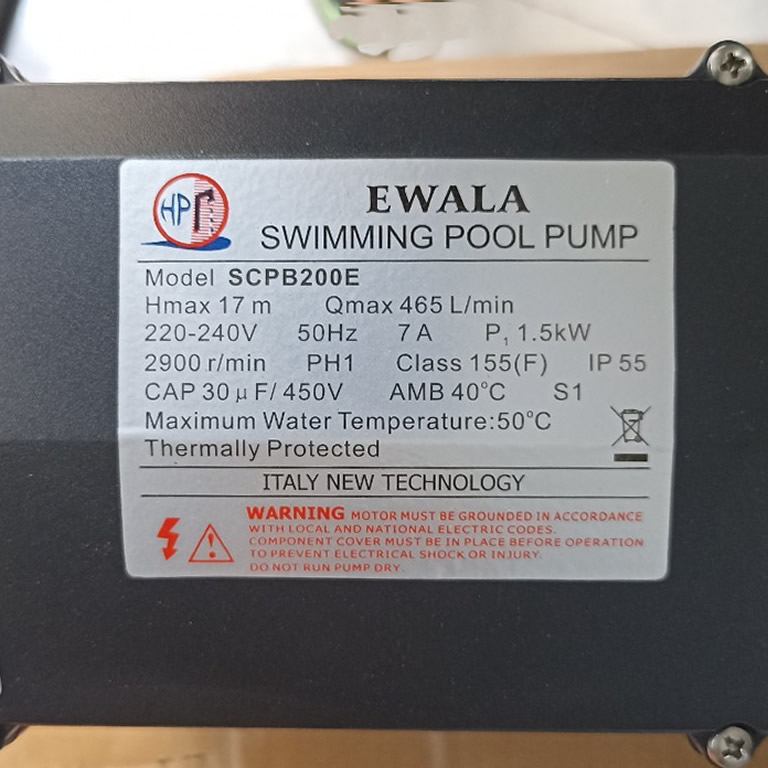 HP
EWALA
SWIMMING POOL PUMP
Model SCPB200E
Hmax 17 m Qmax 465 L/min
220-240V 50Hz 7 A P₁ 1.5kW
2900 r/min PH1 Class 155(F) IP 55
CAP 30 μF/ 450V AMB 40°C S1
Maximum Water Temperature:50°C
Thermally Protected
ITALY NEW TECHNOLOGY
WARNING MOTOR MUST BE GROUNDED IN ACCORDANCE
WITH LOCAL AND NATIONAL ELECTRIC CODES.
COMPONENT COVER MUST BE IN PLACE BEFORE OPERATION
TO PREVENT ELECTRICAL SHOCK OR INJURY.
DO NOT RUN PUMP DRY.